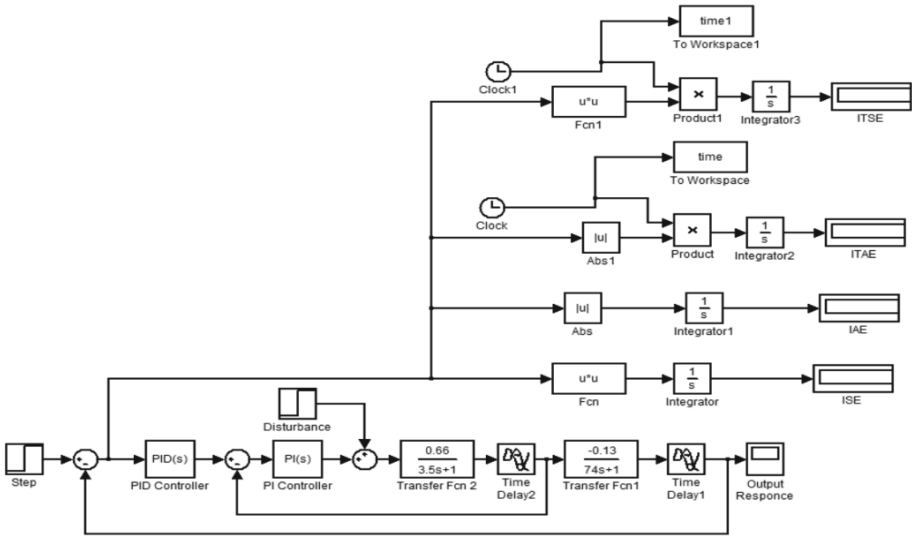 time1
To Workspace1
Clock1
u*u
Fcn1
×
Product1
1
s
Integrator3
ITSE
time
To Workspace
Clock
|u|
Abs1
×
Product
1
s
Integrator2
ITAE
|u|
Abs
1
s
Integrator1
IAE
u*u
Fcn
1
s
Integrator
ISE
Disturbance
Step
PID(s)
PID Controller
PI(s)
PI Controller
0.66
3.5s+1
Transfer Fcn 2
Time
Delay2
-0.13
74s+1
Transfer Fcn1
Time
Delay1
Output
Responce